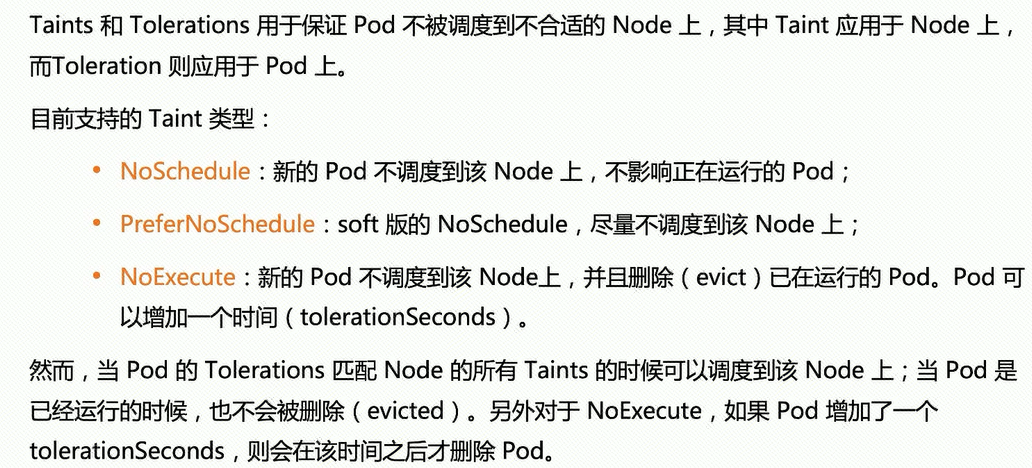 Taints 和 Tolerations 用于保证 Pod 不被调度到不合适的 Node 上，其中 Taint 应用于 Node 上，
而Toleration 则应用于 Pod 上。
目前支持的 Taint 类型：
• NoSchedule：新的 Pod 不调度到该 Node 上，不影响正在运行的 Pod；
• PreferNoSchedule：soft 版的 NoSchedule，尽量不调度到该 Node 上；
• NoExecute：新的 Pod 不调度到该 Node上，并且删除（evict）已在运行的 Pod。Pod 可
以增加一个时间（tolerationSeconds）。
然而，当 Pod 的 Tolerations 匹配 Node 的所有 Taints 的时候可以调度到该 Node 上；当 Pod 是
已经运行的时候，也不会被删除（evicted）。另外对于 NoExecute，如果 Pod 增加了一个
tolerationSeconds，则会在该时间之后才删除 Pod。